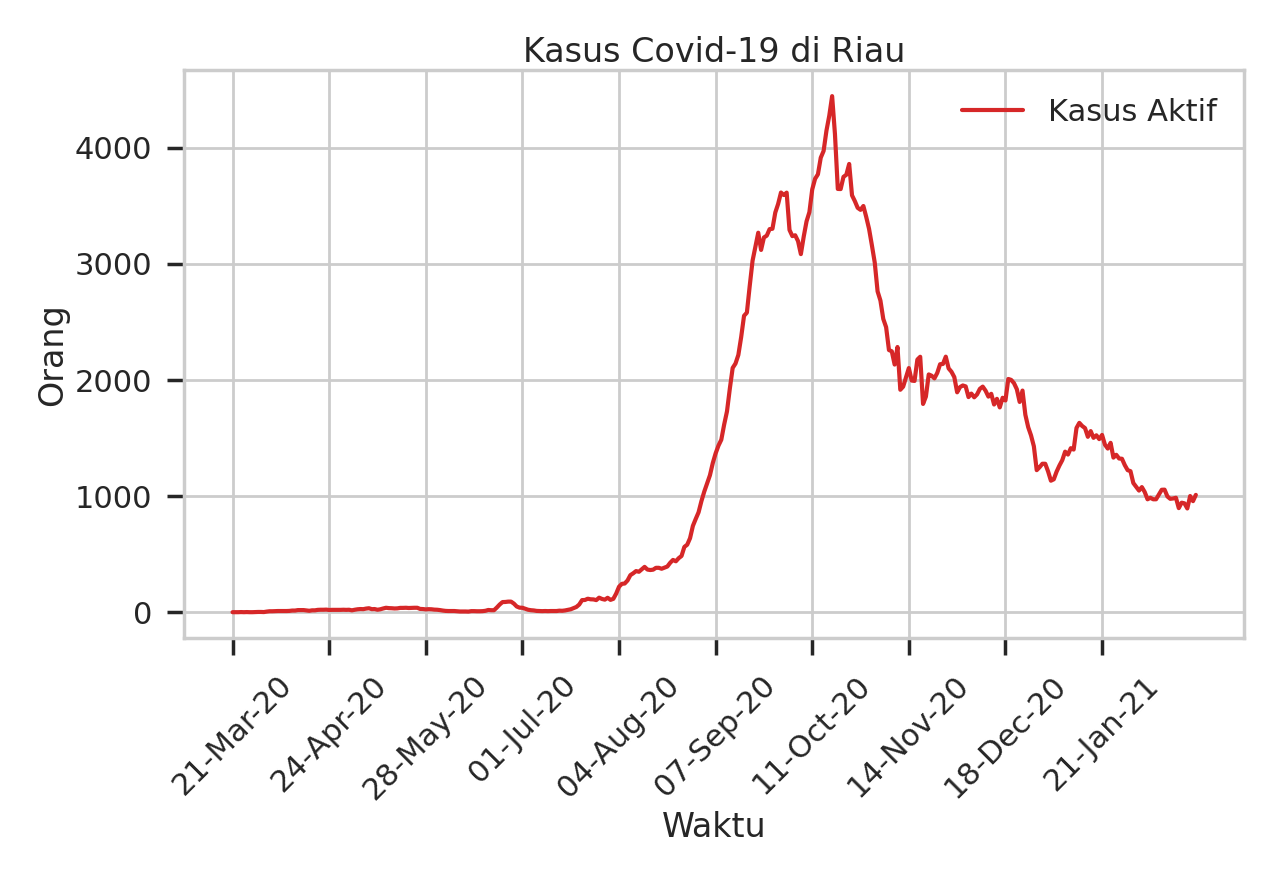 Kasus Covid-19 di Riau
Kasus Aktif
Orang
4000
3000
2000
1000
0
21-Mar-20
24-Apr-20
28-May-20
01-Jul-20
04-Aug-20
07-Sep-20
11-Oct-20
14-Nov-20
18-Dec-20
21-Jan-21
Waktu